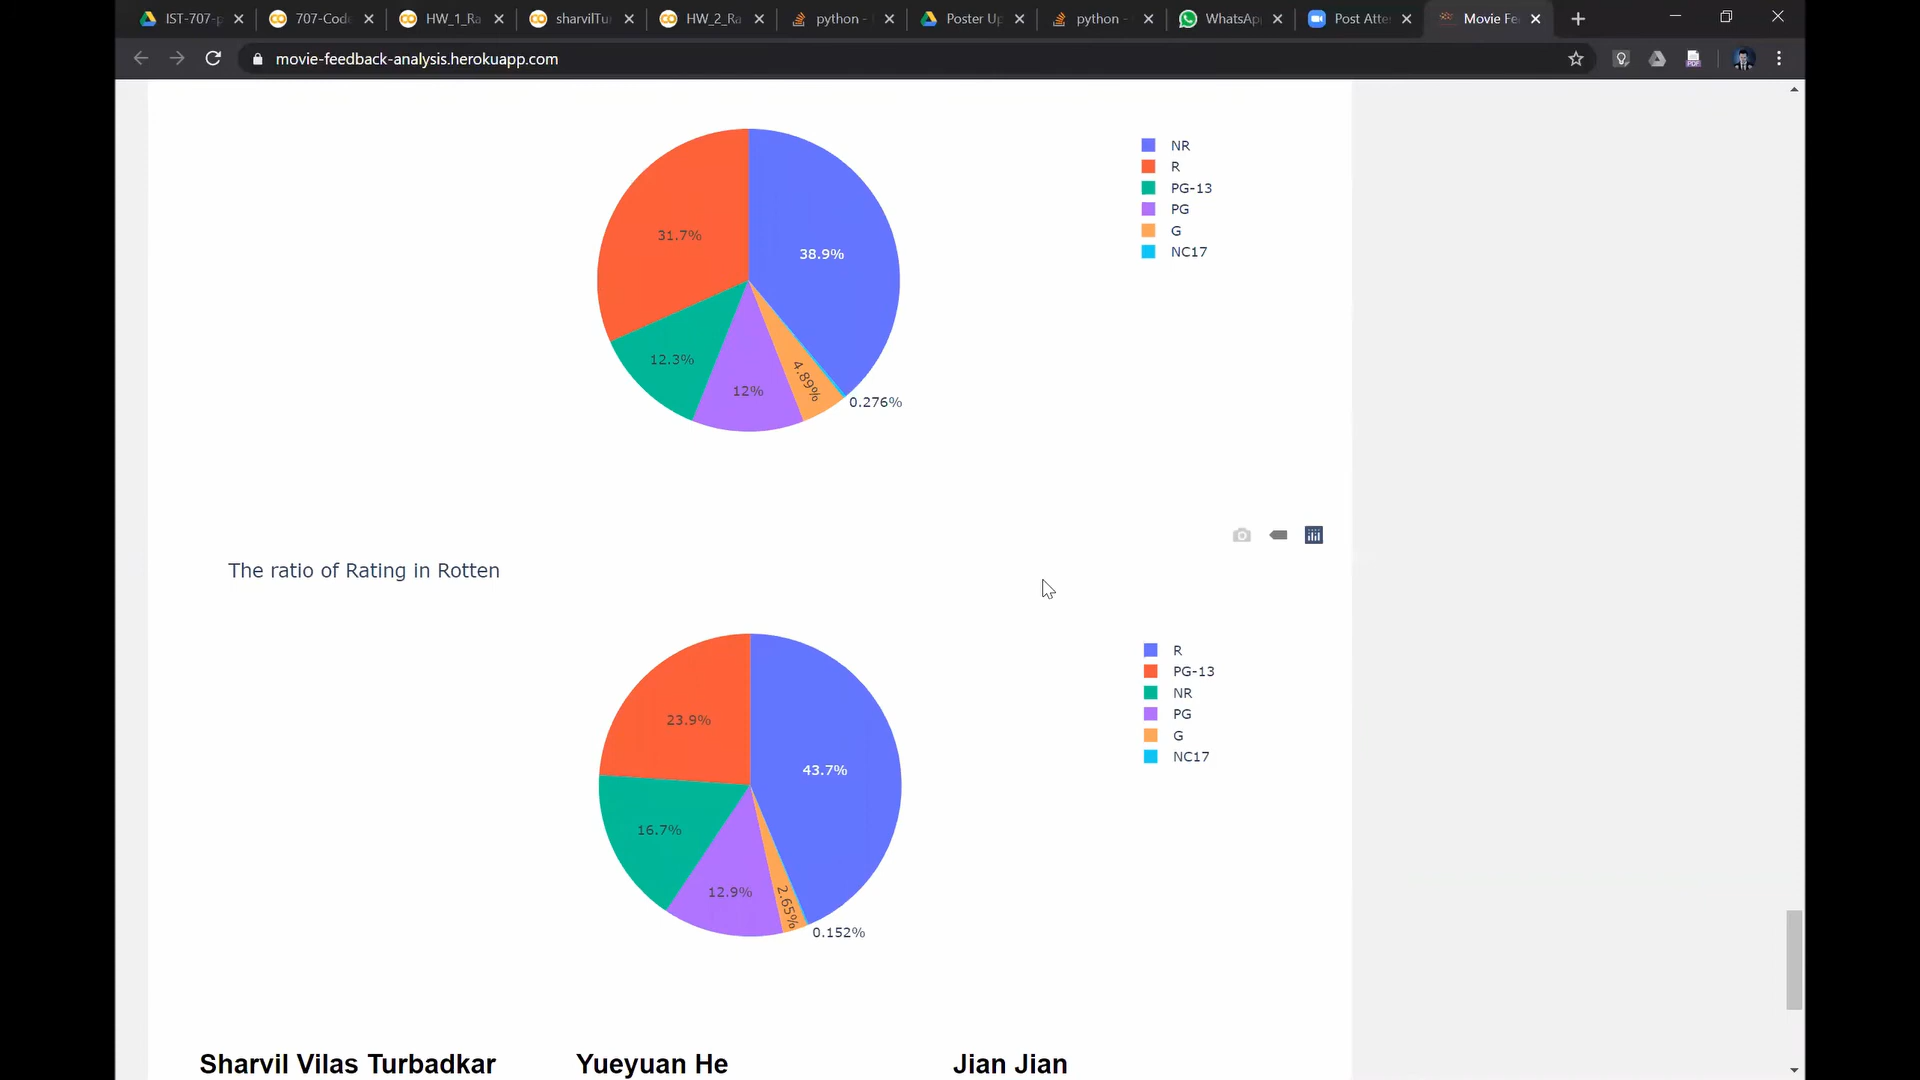 IST-707-p
707-Code
HW_1_Ra
sharvilTu
HW_2_Ra
python -
Poster Up
python -
WhatsAp
Post Atte
Movie Fe
movie-feedback-analysis.herokuapp.com
31.7%
38.9%
12.3%
12%
4.89%
0.276%
NR
R
PG-13
PG
G
NC17
The ratio of Rating in Rotten
23.9%
43.7%
16.7%
12.9%
2.65%
0.152%
R
PG-13
NR
PG
G
NC17
Sharvil Vilas Turbadkar
Yueyuan He
Jian Jian